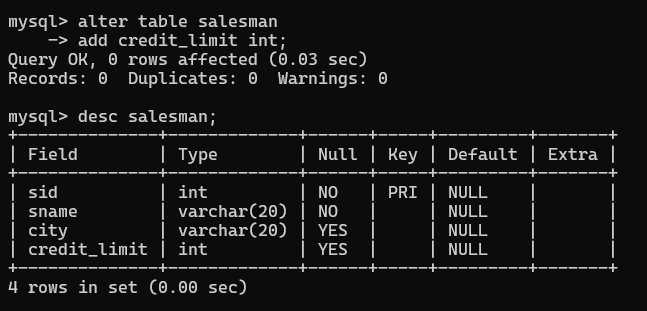 mysql> alter table salesman
    -> add credit_limit int;
Query OK, 0 rows affected (0.03 sec)
Records: 0  Duplicates: 0  Warnings: 0

mysql> desc salesman;
+--------------+-------------+------+-----+---------+-------+
| Field        | Type        | Null | Key | Default | Extra |
+--------------+-------------+------+-----+---------+-------+
| sid          | int         | NO   | PRI | NULL    |       |
| sname        | varchar(20) | NO   |     | NULL    |       |
| city         | varchar(20) | YES  |     | NULL    |       |
| credit_limit | int         | YES  |     | NULL    |       |
+--------------+-------------+------+-----+---------+-------+
4 rows in set (0.00 sec)